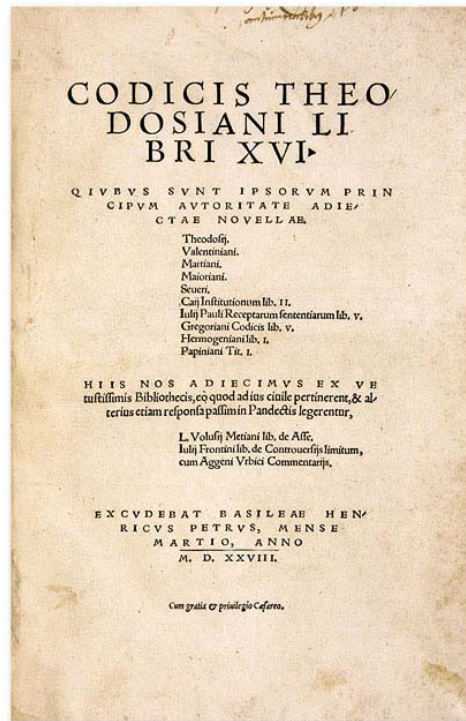 CODICIS THEO
DOSIANI LI
BRI XVI
QIVBVS SVNT IPSORVM PRIN
CIPVM AVTORITATE ADIE
CTAE NOVELLAE.
Theodosij.
Valentiniani.
Martiani.
Maioriani.
Seueri.
Caij Institutionum lib. II.
Iulij Pauli Receptarum sententiarum lib. v.
Gregoriani Codicis lib. v.
Hermogeniani lib. I.
Papiniani Tit. I.
HIIS NOS ADIECIMVS EX VE
tustissimis Bibliothecis, eo quod ad ius ciuile pertinerent, & al-
terius etiam responsa passim in Pandectis legerentur,
L. Volusij Metiani lib. de Asse.
Iulij Frontini lib. de Controuersijs limitum,
cum Aggeni Vrbici Commentarijs.
EXCVDEBAT BASILEAE HEN-
RICVS PETRVS, MENSE
MARTIO, ANNO
M. D. XXVIII.
Cum gratia & priuilegio Cæsareo.